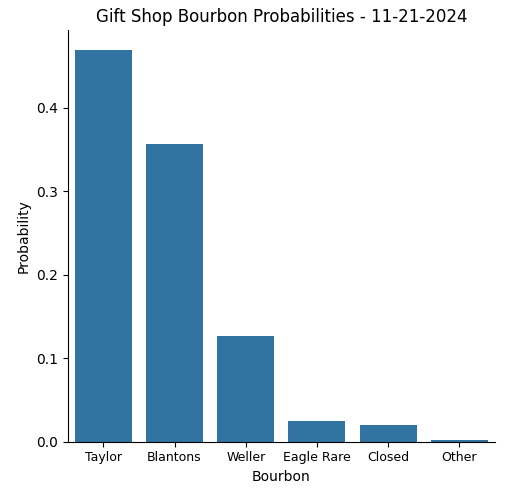 Gift Shop Bourbon Probabilities - 11-21-2024
0.4
0.3
0.2
0.1
0.0
Probability
Taylor Blantons Weller Eagle Rare Closed Other
Bourbon